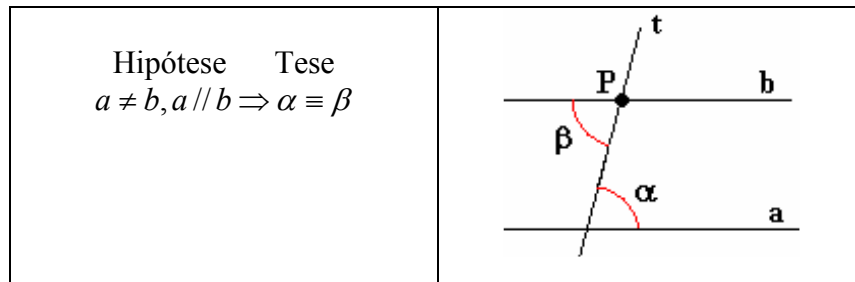 Hipótese Tese
a ≠ b, a // b ⇒ α ≡ β
t
P
b
β
α
a